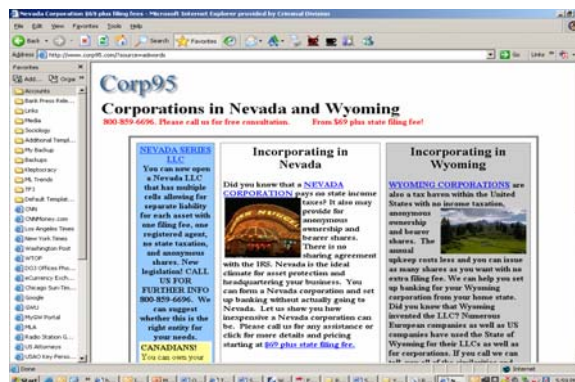 Nevada Corporation $69 plus filing fees - Microsoft Internet Explorer provided by Criminal Division
File Edit View Favorites Tools Help
Back Search Favorites
Address http://www.corp95.com/?source=adwords Go Links
Favorites
Add... Orga
Accounts
Bank Press Rele...
Links
Media
Sociology
Additional Templ...
My Backup
Backups
Kleptocracy
ML Trends
TFI
Default Templat...
CNN
CNNMoney.com
Los Angeles Times
New York Times
Washington Post
WTOP
DOJ Offices Pho...
eCurrency Exch...
Chicago Sun Tim...
Google
GWU
MyGW Portal
MLA
Radio Station G...
US Attorneys
USAO Key Perso...
Corp95
Corporations in Nevada and Wyoming
800-859-6696. Please call us for free consultation. From $69 plus state filing fee!
NEVADA SERIES
LLC
You can now open
a Nevada LLC
that has multiple
cells allowing for
separate liability
for each asset with
one filing fee, one
registered agent,
no state taxation,
and anonymous
shares. New
legislation! CALL
US FOR
FURTHER INFO
800-859-6696. We
can suggest
whether this is the
right entity for
your needs.
CANADIANS!
You can own your
Incorporating in
Nevada
Did you know that a NEVADA
CORPORATION pays no state income
taxes? It also may
provide for
anonymous
ownership and
bearer shares.
There is no
sharing agreement
with the IRS. Nevada is the ideal
climate for asset protection and
headquartering your business. You
can form a Nevada corporation and set
up banking without actually going to
Nevada. Let us show you how
inexpensive a Nevada corporation can
be. Please call us for any assistance or
click for more details and pricing
starting at $69 plus state filing fee.
Incorporating in
Wyoming
WYOMING CORPORATIONS are
also a tax haven within the United
States with no income taxation,
anonymous
ownership
and bearer
shares. The
annual
upkeep costs less and you can issue
as many shares as you want with no
extra filing fee. We can help you set
up banking for your Wyoming
corporation from your home state.
Did you know that Wyoming
invented the LLC? Numerous
European companies as well as US
companies have used the State of
Wyoming for their LLCs as well as
for corporations. If you call we can
Done Internet